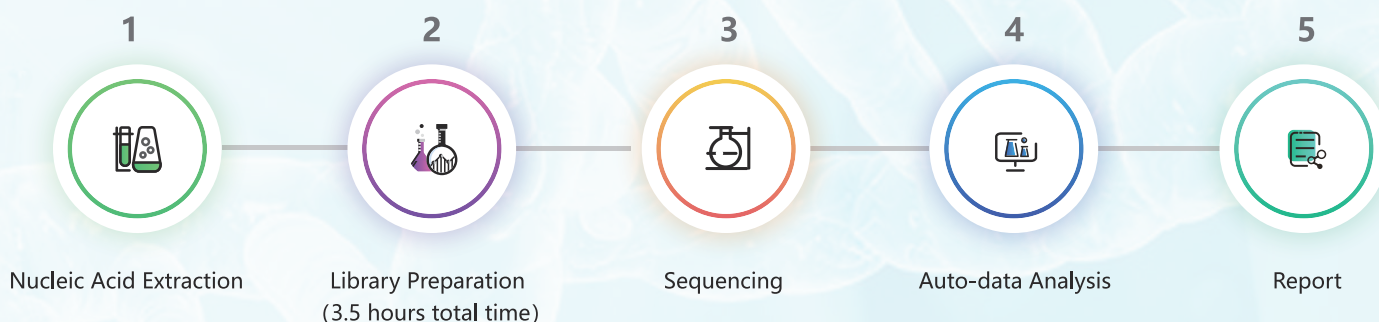 1
2
3
4
5
Nucleic Acid Extraction
Library Preparation
(3.5 hours total time)
Sequencing
Auto-data Analysis
Report